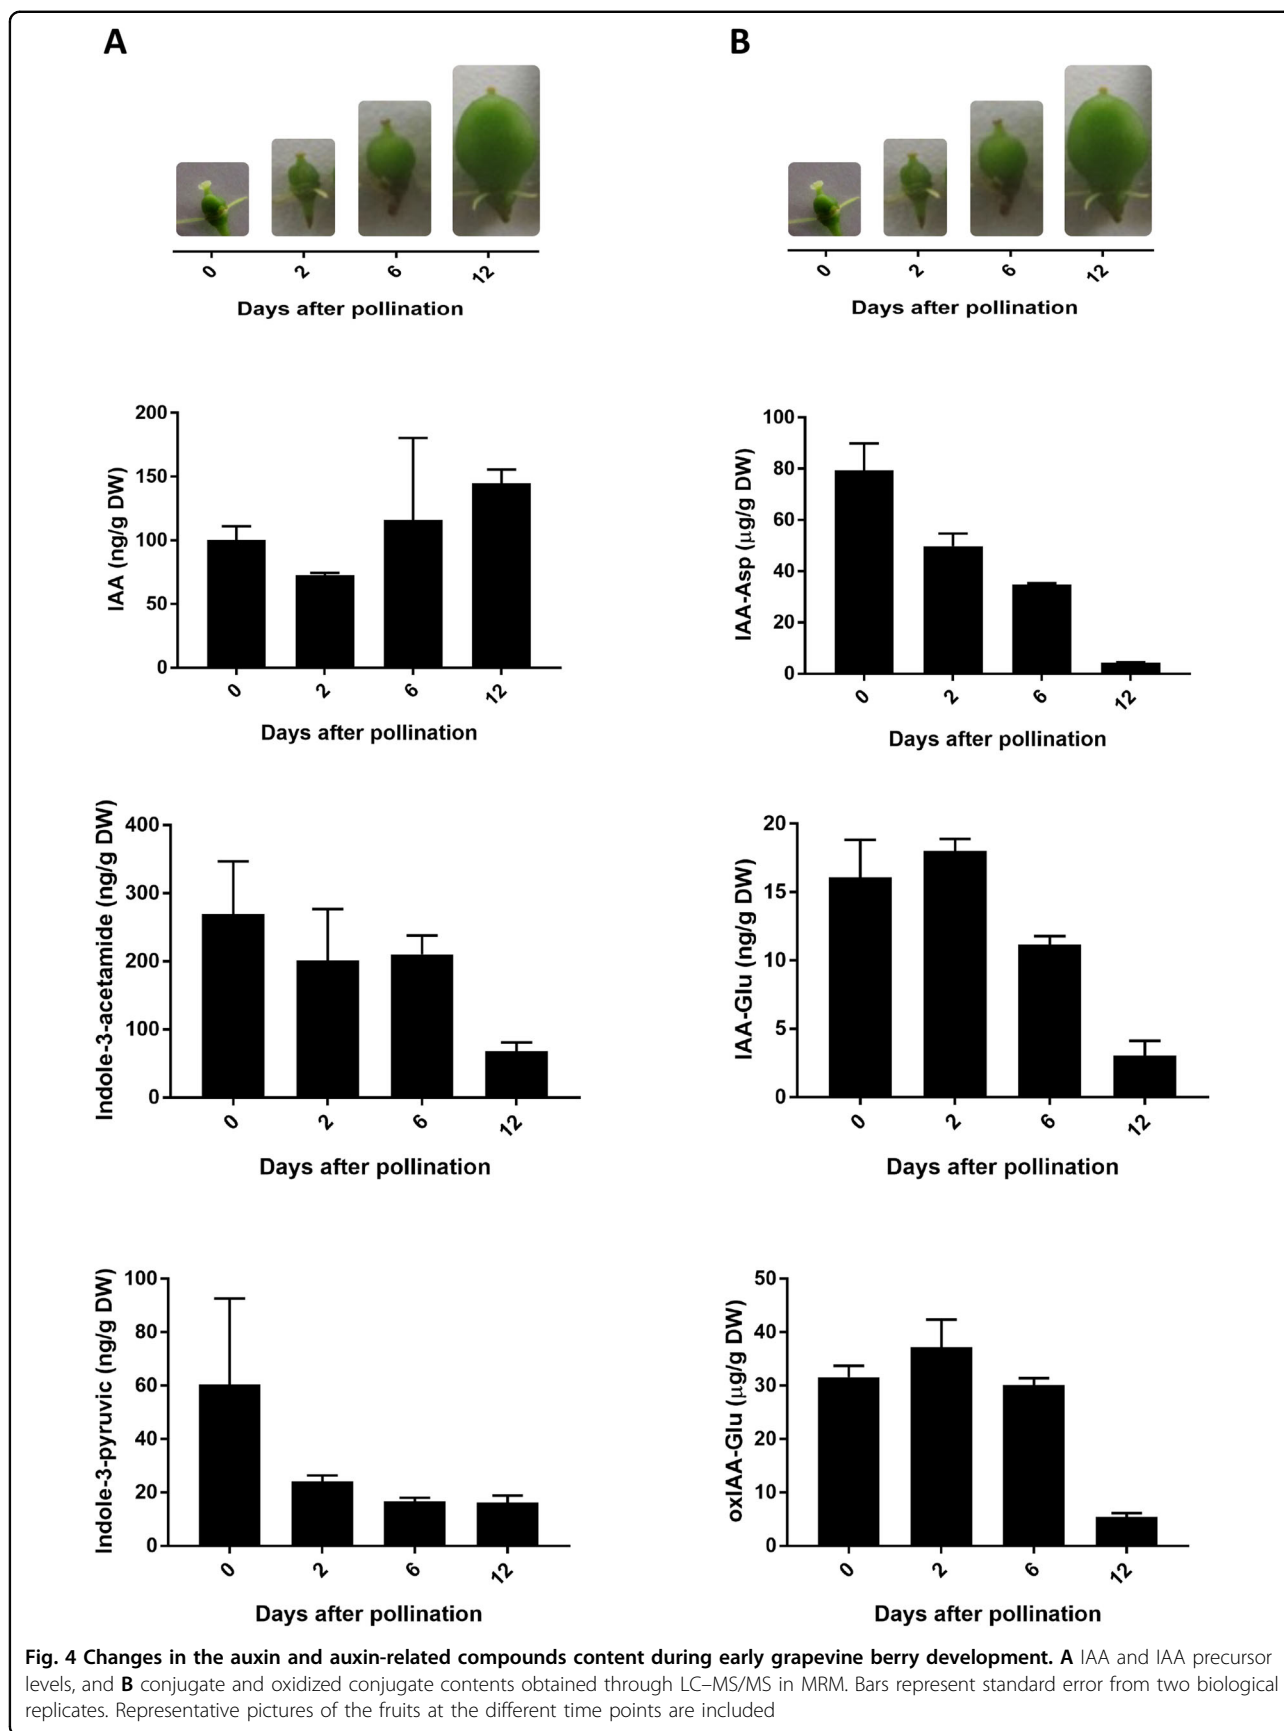 A
B
0 2 6 12
Days after pollination
0 2 6 12
Days after pollination
IAA (ng/g DW)
200
150
100
50
0
0 2 6 12
Days after pollination
IAA-Asp (µg/g DW)
100
80
60
40
20
0
0 2 6 12
Days after pollination
Indole-3-acetamide (ng/g DW)
400
300
200
100
0
0 2 6 12
Days after pollination
IAA-Glu (ng/g DW)
20
15
10
5
0
0 2 6 12
Days after pollination
Indole-3-pyruvic (ng/g DW)
100
80
60
40
20
0
0 2 6 12
Days after pollination
oxIAA-Glu (µg/g DW)
50
40
30
20
10
0
0 2 6 12
Days after pollination
Fig. 4 Changes in the auxin and auxin-related compounds content during early grapevine berry development. A IAA and IAA precursor
levels, and B conjugate and oxidized conjugate contents obtained through LC–MS/MS in MRM. Bars represent standard error from two biological
replicates. Representative pictures of the fruits at the different time points are included